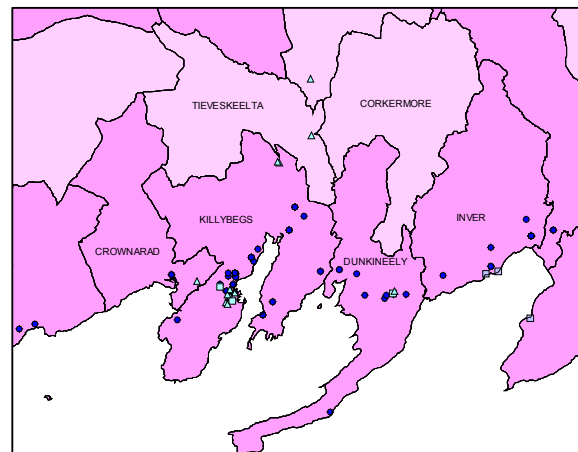 TIEVESKEELTA
CORKERMORE
KILLYBEGS
INVER
CROWNARAD
DUNKINEELY